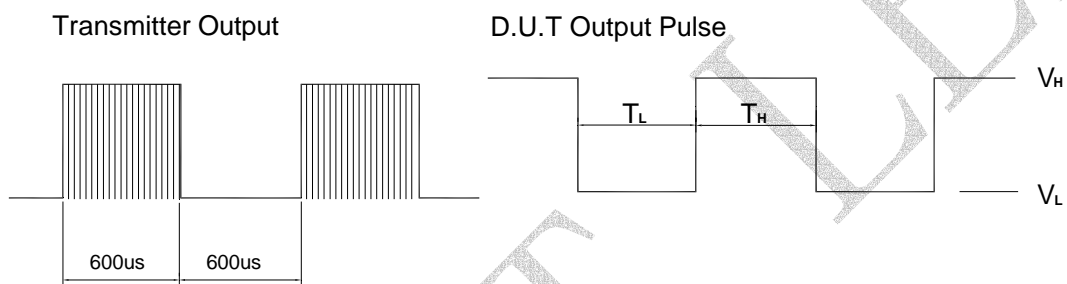 Transmitter Output
D.U.T Output Pulse
VH
TL TH
VL
600us 600us